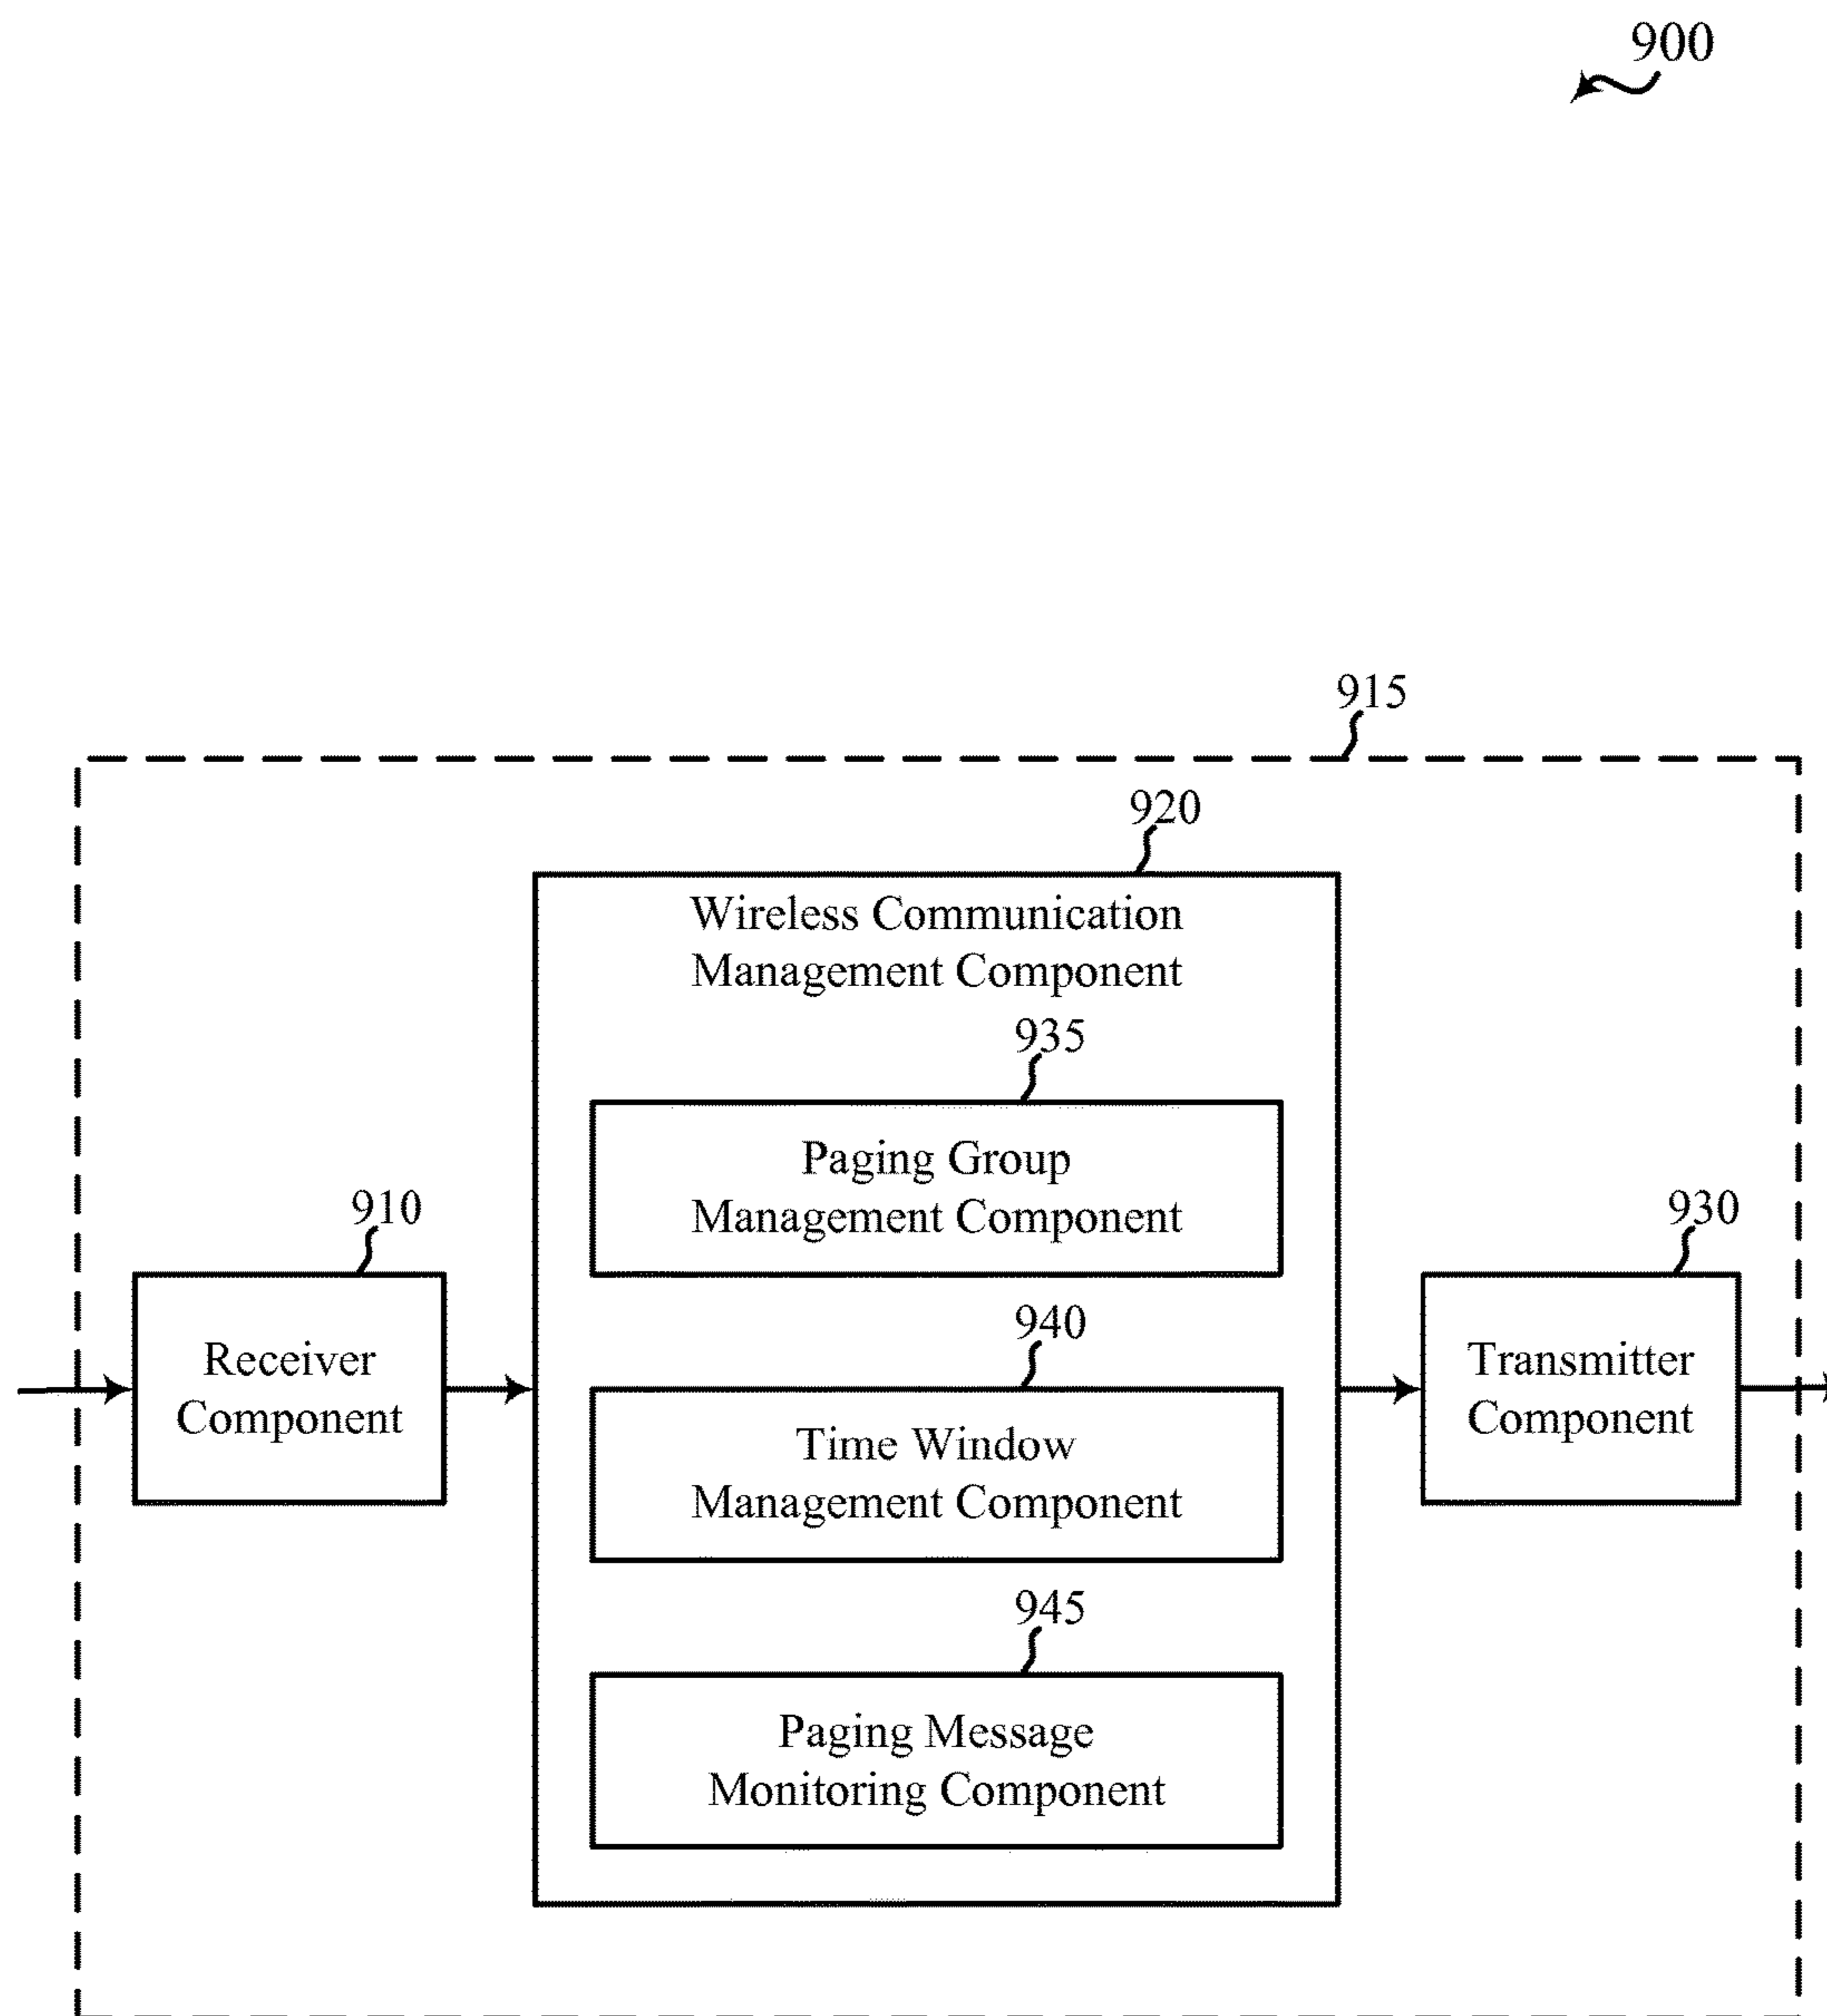 900
915
920
Wireless Communication
Management Component
935
Paging Group
Management Component
910
Receiver
Component
930
Transmitter
Component
940
Time Window
Management Component
945
Paging Message
Monitoring Component